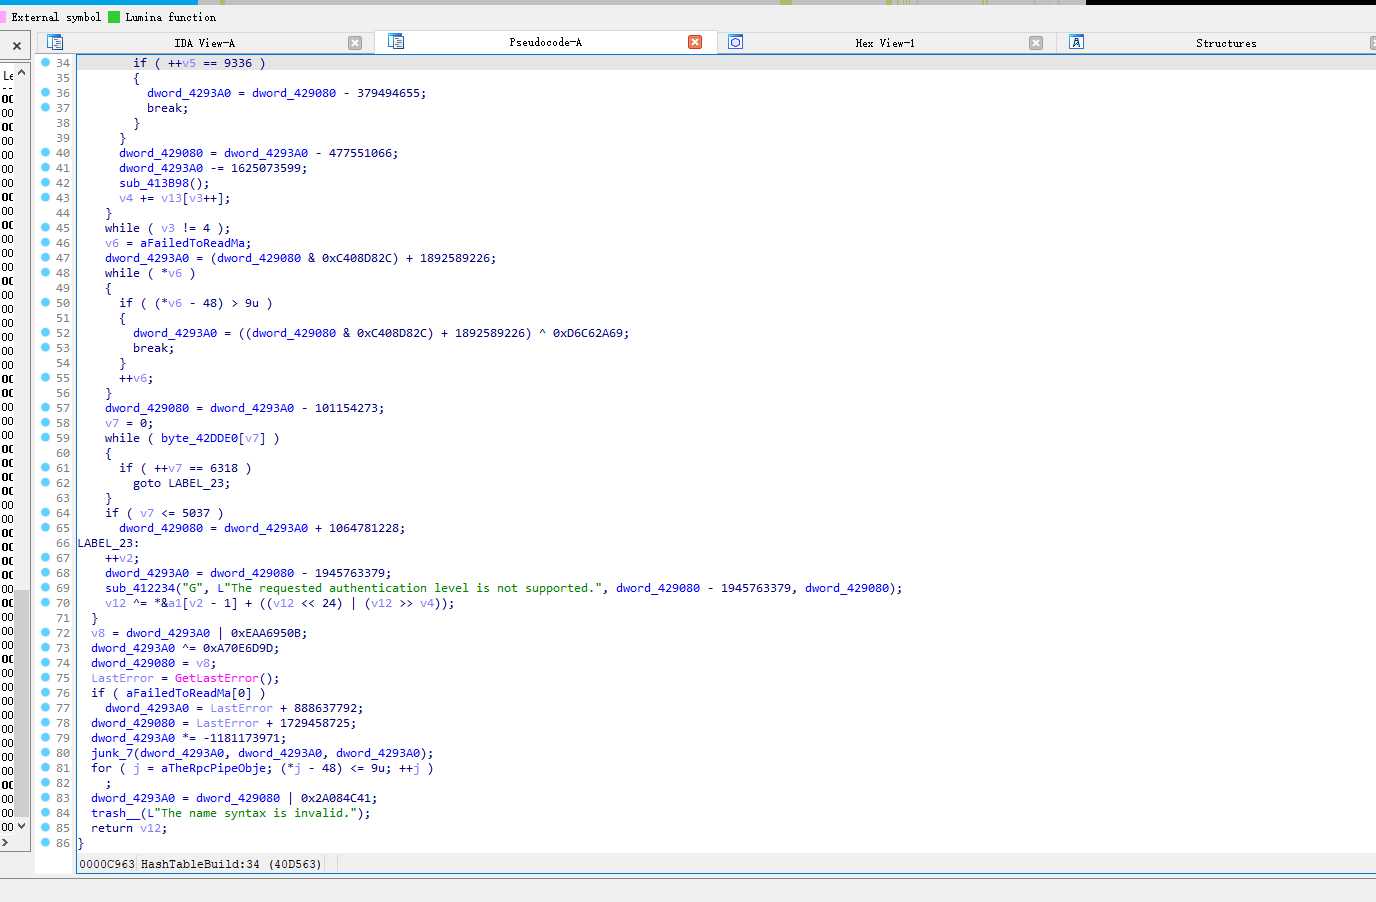 External symbol Lumina function
IDA View-A Pseudocode-A Hex View-1 Structures
34 if ( ++v5 == 9336 )
35 {
36 dword_4293A0 = dword_429080 - 379494655;
37 break;
38 }
39 }
40 dword_429080 = dword_4293A0 - 477551066;
41 dword_4293A0 -= 1625073599;
42 sub_413B98();
43 v4 += v13[v3++];
44 }
45 while ( v3 != 4 );
46 v6 = aFailedToReadMa;
47 dword_4293A0 = (dword_429080 & 0xC408D82C) + 1892589226;
48 while ( *v6 )
49 {
50 if ( (*v6 - 48) > 9u )
51 {
52 dword_4293A0 = ((dword_429080 & 0xC408D82C) + 1892589226) ^ 0xD6C62A69;
53 break;
54 }
55 ++v6;
56 }
57 dword_429080 = dword_4293A0 - 101154273;
58 v7 = 0;
59 while ( byte_42DDE0[v7] )
60 {
61 if ( ++v7 == 6318 )
62 goto LABEL_23;
63 }
64 if ( v7 <= 5037 )
65 dword_429080 = dword_4293A0 + 1064781228;
66 LABEL_23:
67 ++v2;
68 dword_4293A0 = dword_429080 - 1945763379;
69 sub_412234("G", L"The requested authentication level is not supported.", dword_429080 - 1945763379, dword_429080);
70 v12 ^= *&a1[v2 - 1] + ((v12 << 24) | (v12 >> v4));
71 }
72 v8 = dword_4293A0 | 0xEAA6950B;
73 dword_4293A0 ^= 0xA70E6D9D;
74 dword_429080 = v8;
75 LastError = GetLastError();
76 if ( aFailedToReadMa[0] )
77 dword_4293A0 = LastError + 888637792;
78 dword_429080 = LastError + 1729458725;
79 dword_4293A0 *= -1181173971;
80 junk_7(dword_4293A0, dword_4293A0, dword_4293A0);
81 for ( j = aTheRpcPipeObje; (*j - 48) <= 9u; ++j )
82 ;
83 dword_4293A0 = dword_429080 | 0x2A084C41;
84 trash__(L"The name syntax is invalid.");
85 return v12;
86 }
0000C963 HashTableBuild:34 (40D563)